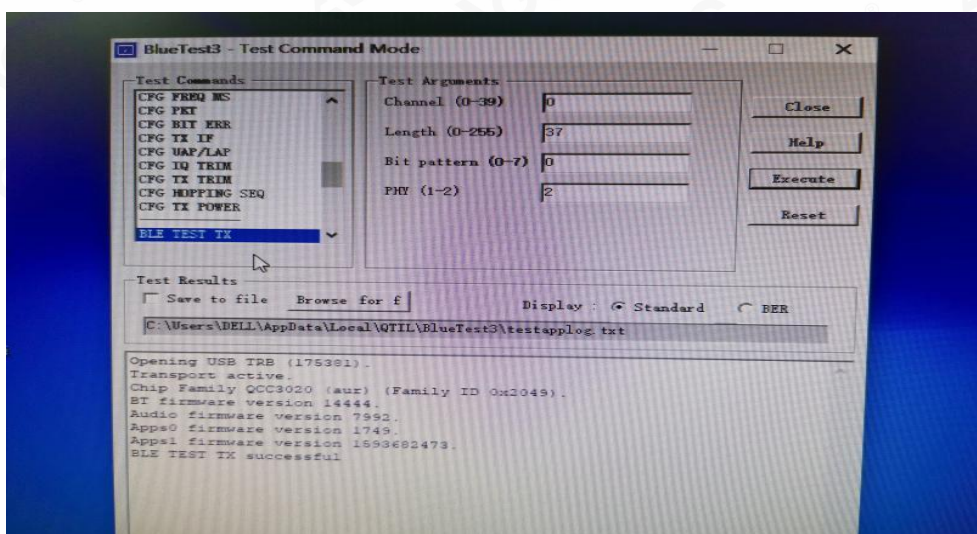 BlueTest3 - Test Command Mode
Test Commands
CFG FREQ MS
CFG PKT
CFG BIT ERR
CFG TX IF
CFG UAP/LAP
CFG IQ TRIM
CFG TX TRIM
CFG HOPPING SEQ
CFG TX POWER
BLE TEST TX
Test Arguments
Channel (0-39) 0
Length (0-255) 37
Bit pattern (0-7) 0
PHY (1-2) 2
Close
Help
Execute
Reset
Test Results
Save to file Browse for f Display : Standard BER
C:\Users\DELL\AppData\Local\QTIL\BlueTest3\testapplog.txt
Opening USB TRB (175381).
Transport active.
Chip Family QCC3020 (aur) (Family ID 0x2049).
BT firmware version 14444.
Audio firmware version 7992.
Apps0 firmware version 1749.
Apps1 firmware version 1593682473.
BLE TEST TX successful